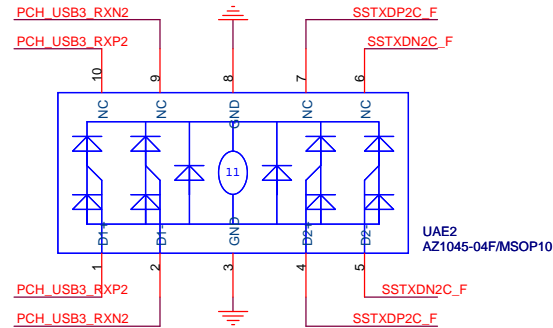 PCH_USB3_RXN2
SSTXDP2C_F
PCH_USB3_RXP2
SSTXDN2C_F
10 9 8 7 6
NC NC GND NC NC
11
D1+ D1- GND D2+ D2-
UAE2
AZ1045-04F/MSOP10
1 2 3 4 5
PCH_USB3_RXP2
SSTXDN2C_F
PCH_USB3_RXN2
SSTXDP2C_F